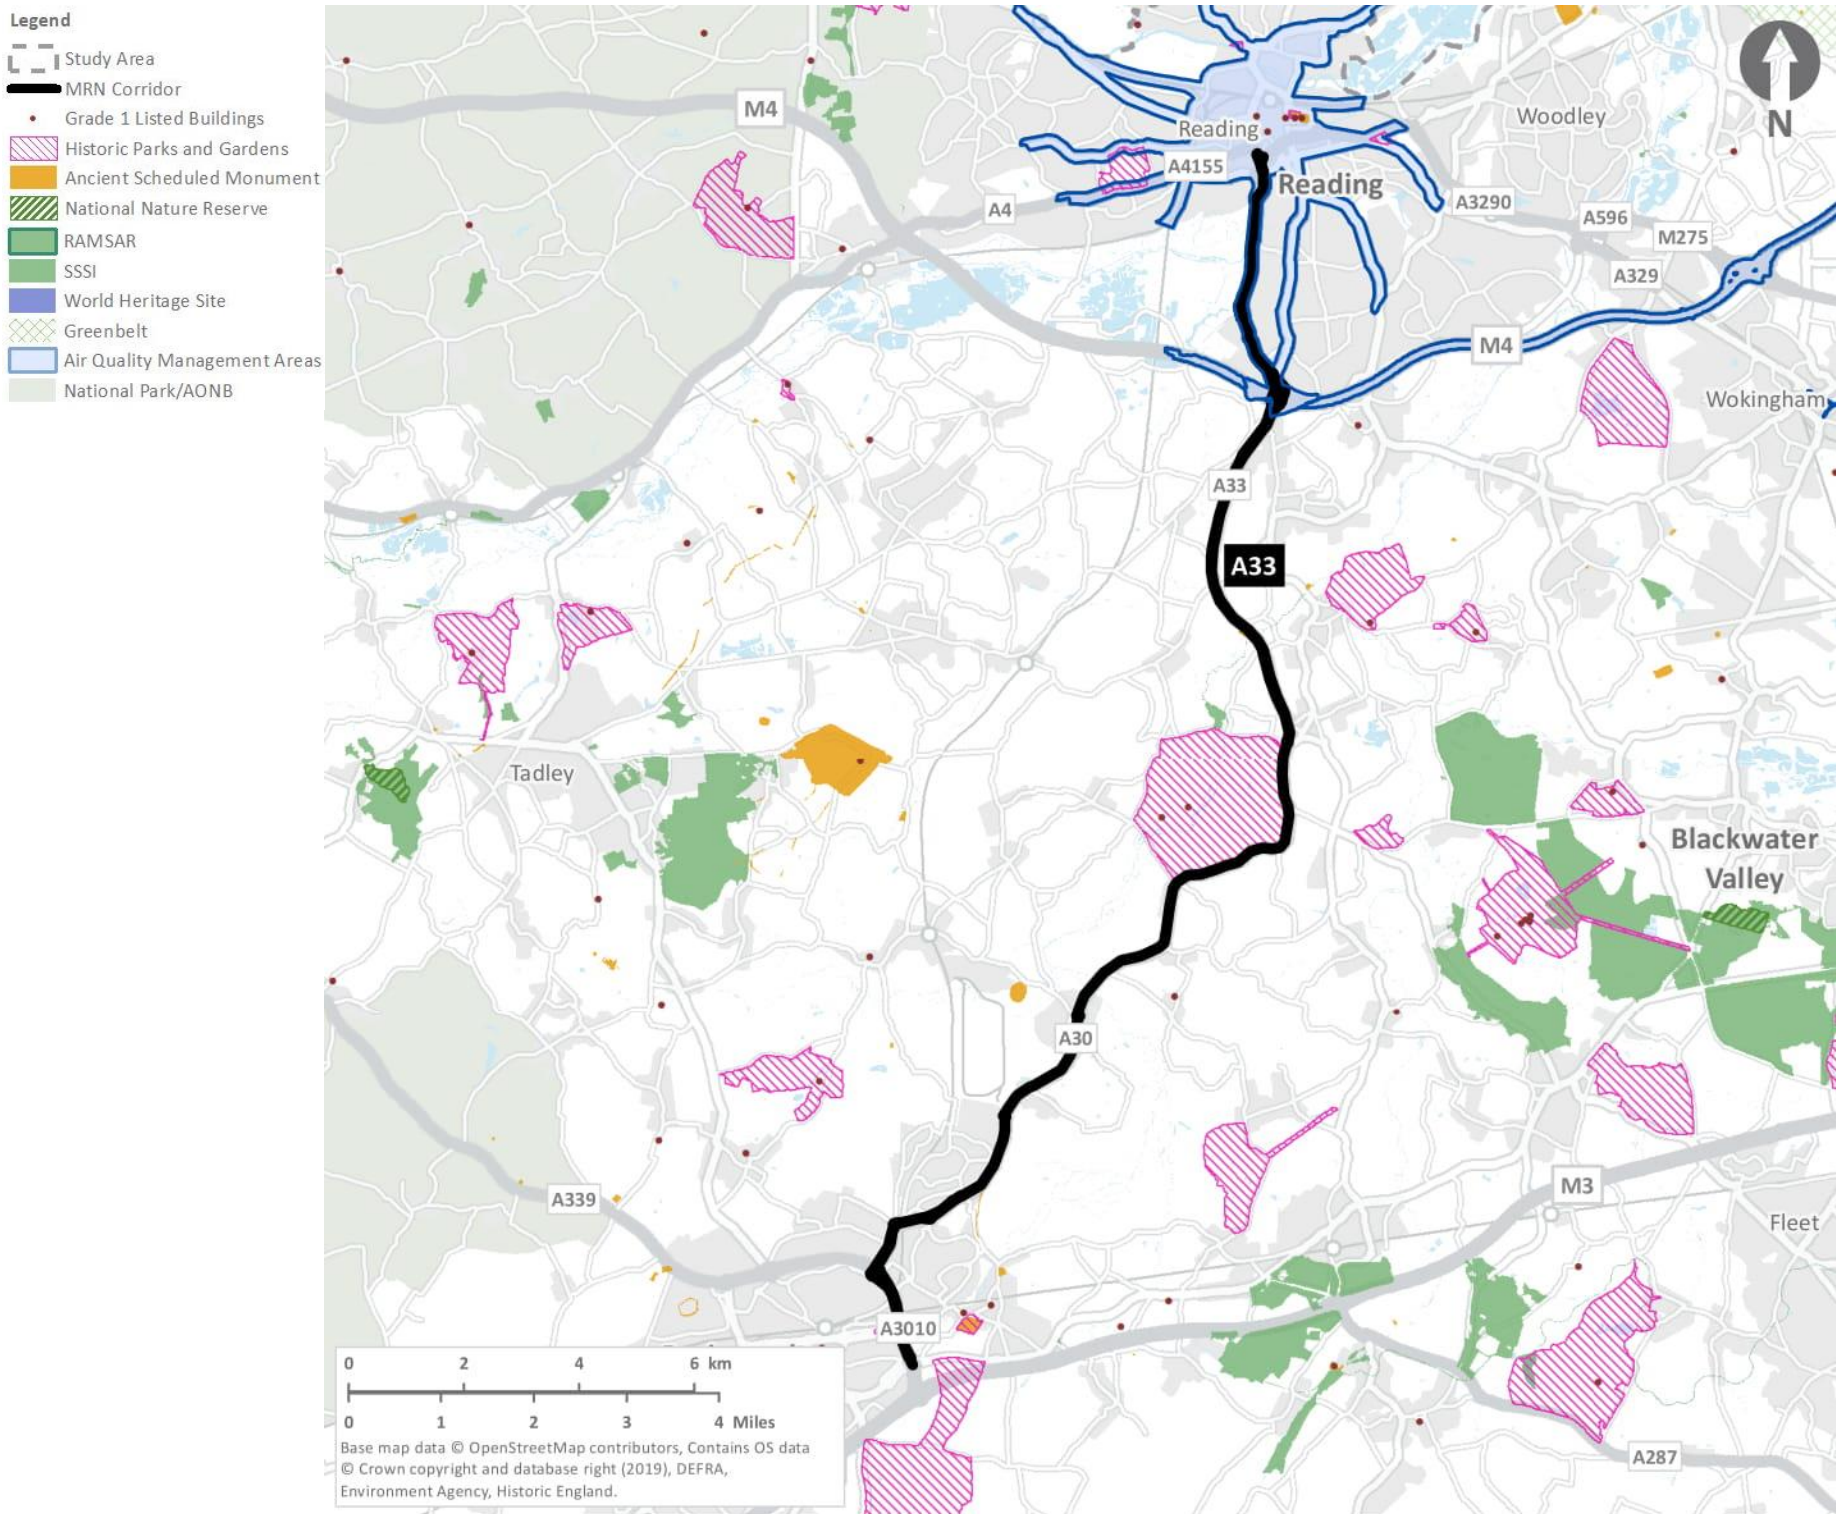 Legend
Study Area
MRN Corridor
Grade 1 Listed Buildings
Historic Parks and Gardens
Ancient Scheduled Monument
National Nature Reserve
RAMSAR
SSSI
World Heritage Site
Greenbelt
Air Quality Management Areas
National Park/AONB
N
M4
Woodley
Reading
A4155
Reading
A4
A3290
A596
M275
A329
M4
Wokingham
A33
A33
Tadley
Blackwater
Valley
A30
A339
M3
Fleet
A3010
A287
0 2 4 6 km
0 1 2 3 4 Miles
Base map data © OpenStreetMap contributors, Contains OS data
© Crown copyright and database right (2019), DEFRA,
Environment Agency, Historic England.